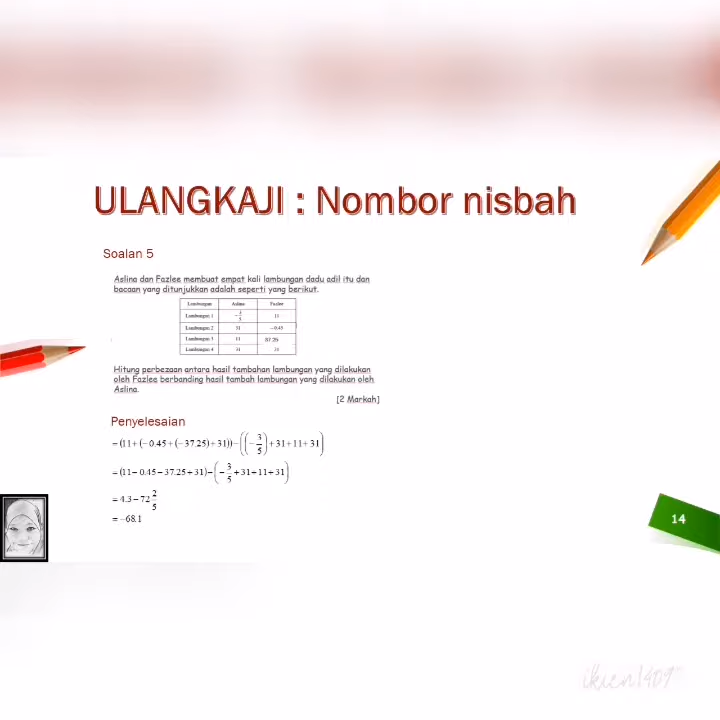 ULANGKAJI : Nombor nisbah
Soalan 5
Aslina dan Fazlee membuat empat kali lambungan dadu adil itu dan
bacaan yang ditunjukkan adalah seperti yang berikut.
Lambungan Aslina Fazlee
Lambungan 1 -3/5 11
Lambungan 2 31 -0.45
Lambungan 3 11 37.25
Lambungan 4 31 31
Hitung perbezaan antara hasil tambahan lambungan yang dilakukan
oleh Fazlee berbanding hasil tambah lambungan yang dilakukan oleh
Aslina.
[2 Markah]
Penyelesaian
= (11+(-0.45+(-37.25)+31))-((-3/5)+31+11+31)
= (11-0.45-37.25+31)-(-3/5+31+11+31)
= 4.3-72 2/5
= -68.1
14
ikien1409